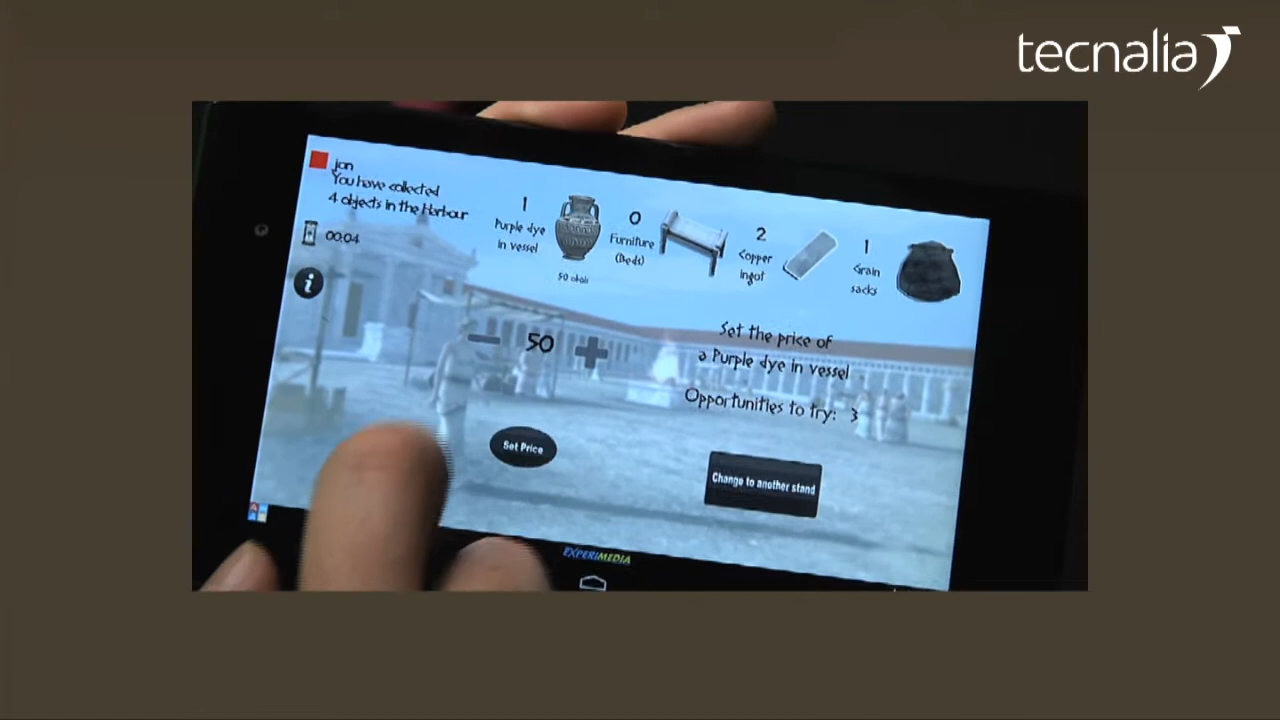 tecnalia
jon
You have collected
4 objects in the Harbour
00:04
i
1
Purple dye
in vessel
50 oboli
0
Furniture
(Beds)
2
Copper
ingot
1
Grain
sacks
50
Set the price of
a Purple dye in vessel
Opportunities to try: 3
Set Price
Change to another stand
EXPERIMEDIA